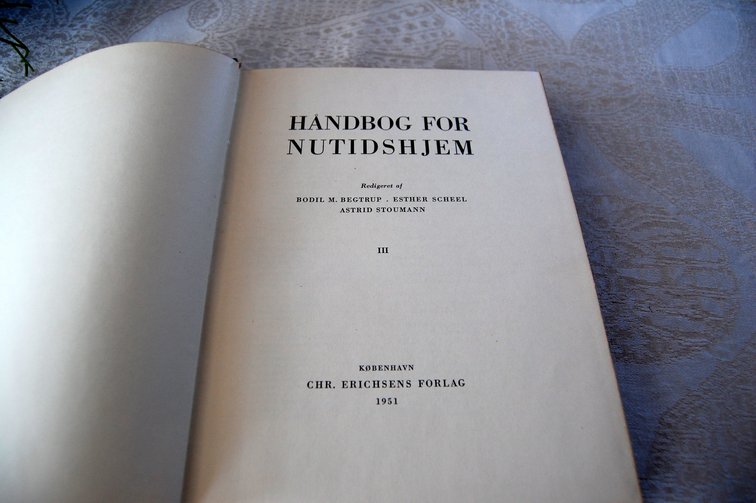 HÅNDBOG FOR
NUTIDSHJEM
Redigeret af
BODIL M. BEGTRUP . ESTHER SCHEEL
ASTRID STOUMANN
III
KØBENHAVN
CHR. ERICHSENS FORLAG
1951